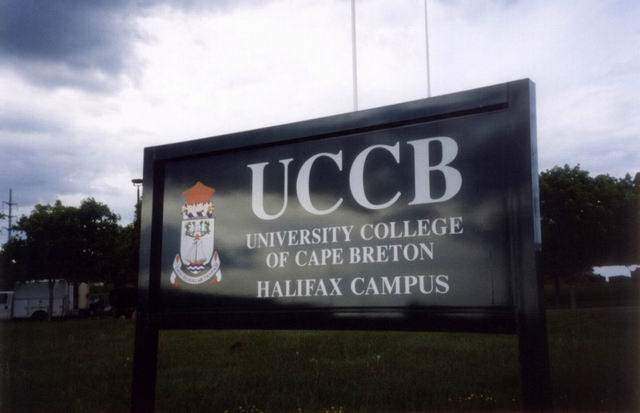 UCCB
UNIVERSITY COLLEGE
OF CAPE BRETON
HALIFAX CAMPUS